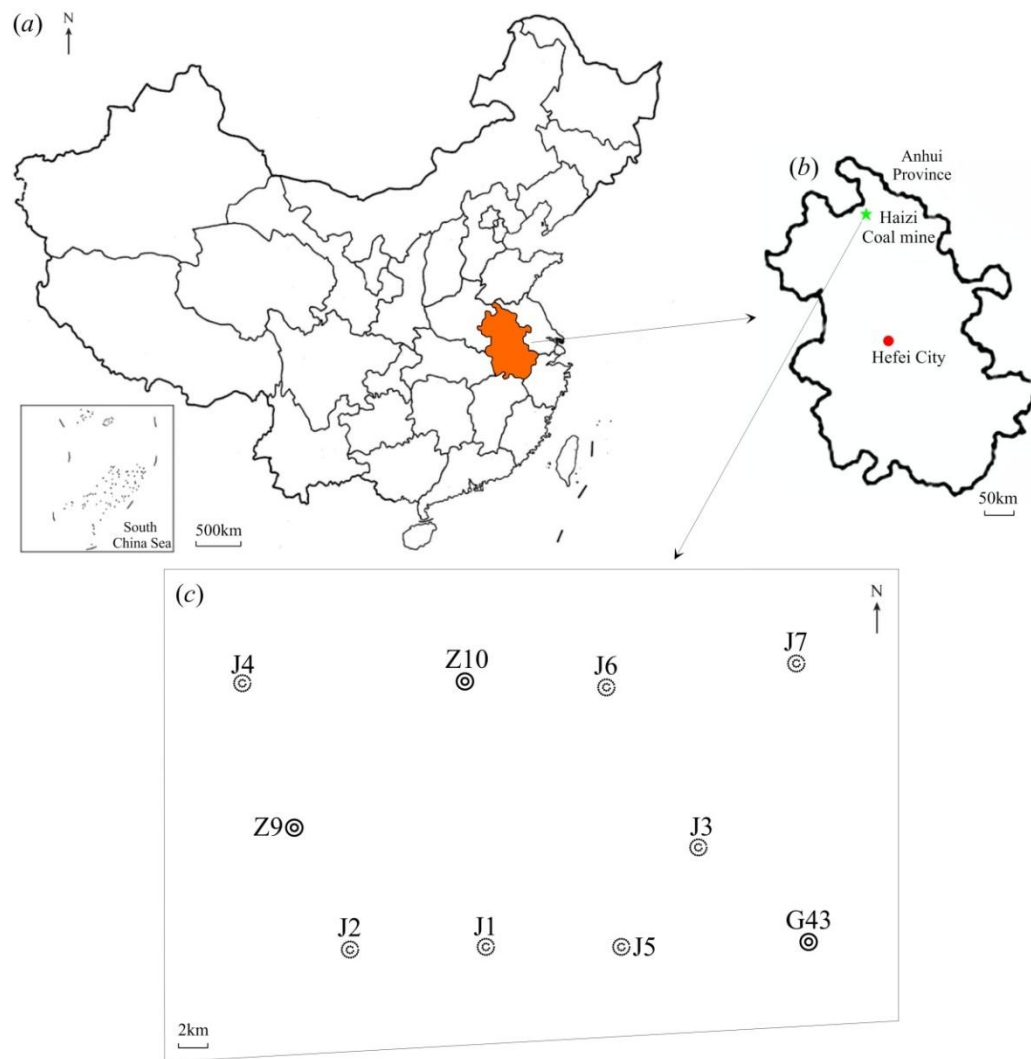 (a)
N
South
China Sea
500km
(b)
Anhui
Province
Haizi
Coal mine
Hefei City
50km
(c)
N
J4
Z10
J6
J7
Z9
J3
J2
J1
J5
G43
2km